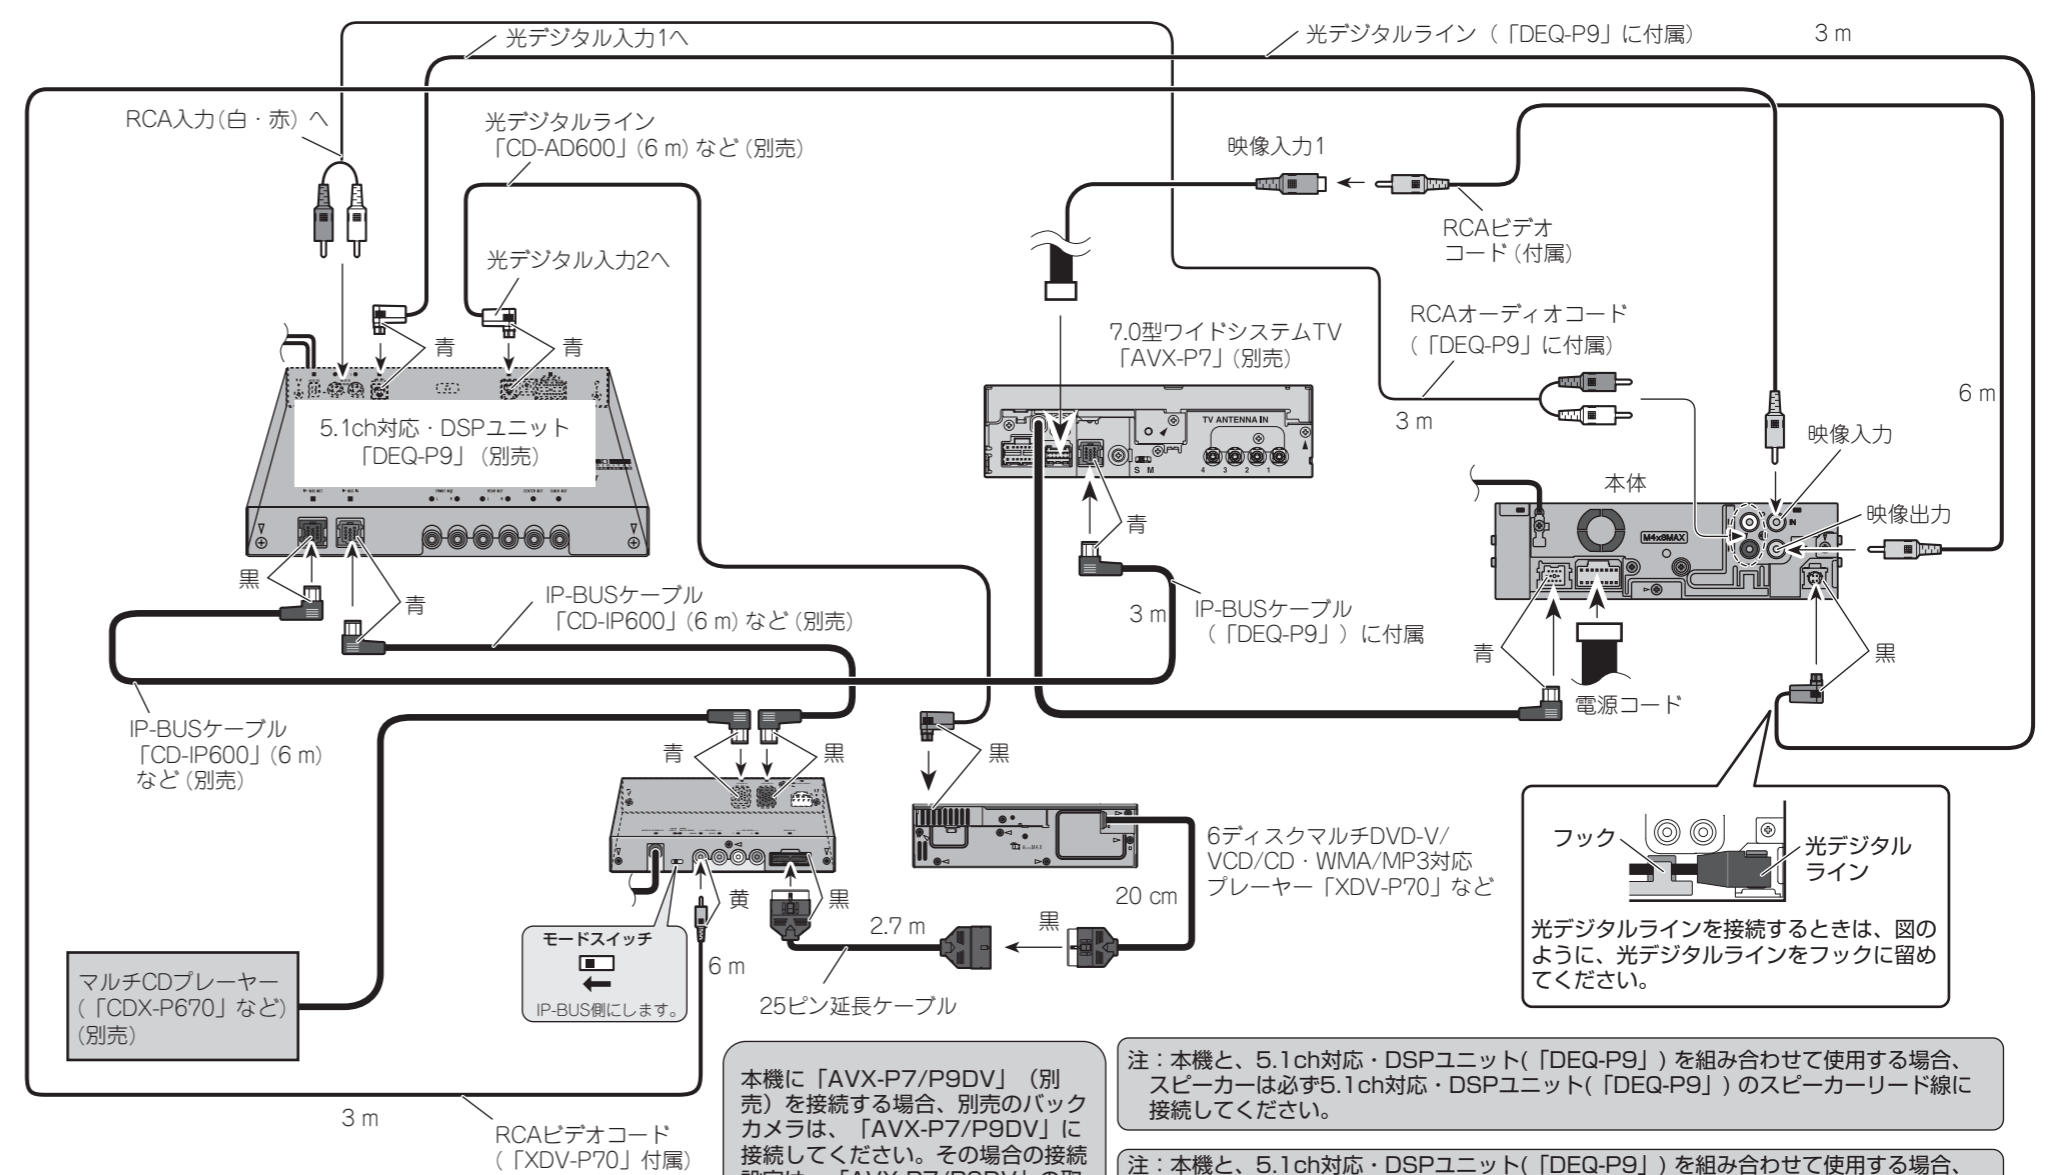 光デジタル入力1へ
光デジタルライン（「DEQ-P9」に付属）
3 m
RCA入力(白・赤) へ
光デジタルライン
「CD-AD600」(6 m) など (別売)
映像入力1
RCAビデオ
コード (付属)
光デジタル入力2へ
青
青
7.0型ワイドシステムTV
「AVX-P7」(別売)
RCAオーディオコード
(「DEQ-P9」に付属)
3 m
6 m
5.1ch対応・DSPユニット
「DEQ-P9」（別売）
TV ANTENNA IN
4 3 2 1
S M
映像入力
本体
映像出力
IN
M4x8MAX
黒
青
青
IP-BUSケーブル
「CD-IP600」(6 m) など (別売)
3 m
IP-BUSケーブル
(「DEQ-P9」) に付属
青
黒
電源コード
IP-BUSケーブル
「CD-IP600」(6 m)
など (別売)
青
黒
黒
6ディスクマルチDVD-V/
VCD/CD・WMA/MP3対応
プレーヤー「XDV-P70」など
20 cm
フック
光デジタル
ライン
光デジタルラインを接続するときは、図の
ように、光デジタルラインをフックに留め
てください。
黄
黒
2.7 m
黒
モードスイッチ
IP-BUS側にします。
6 m
25ピン延長ケーブル
マルチCDプレーヤー
(「CDX-P670」など)
(別売)
3 m
RCAビデオコード
(「XDV-P70」付属)
本機に「AVX-P7/P9DV」（別
売）を接続する場合、別売のバック
カメラは、「AVX-P7/P9DV」に
接続してください。その場合の接続
設定は、「AVX-P7/P9DV」の取
注：本機と、5.1ch対応・DSPユニット(「DEQ-P9」) を組み合わせて使用する場合、
スピーカーは必ず5.1ch対応・DSPユニット(「DEQ-P9」) のスピーカーリード線に
接続してください。
注：本機と、5.1ch対応・DSPユニット(「DEQ-P9」) を組み合わせて使用する場合、